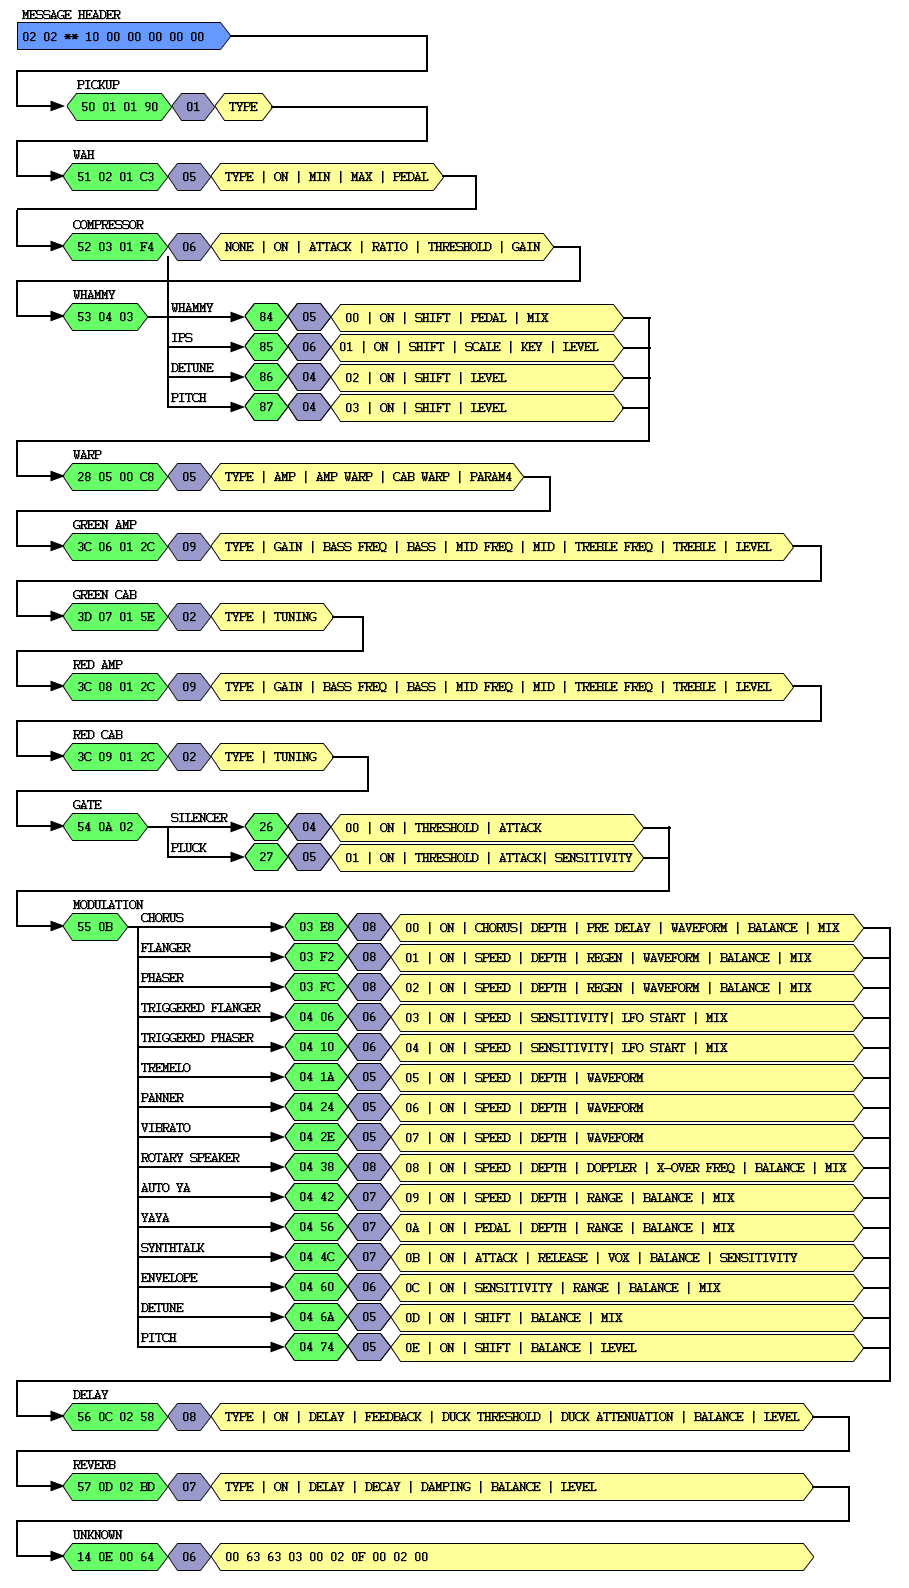 MESSAGE HEADER
02 02 ** 10 00 00 00 00 00
PICKUP
50 01 01 90 01 TYPE
WAH
51 02 01 C3 05 TYPE | ON | MIN | MAX | PEDAL
COMPRESSOR
52 03 01 F4 06 NONE | ON | ATTACK | RATIO | THRESHOLD | GAIN
WHAMMY
53 04 03 WHAMMY 84 05 00 | ON | SHIFT | PEDAL | MIX
IPS 85 06 01 | ON | SHIFT | SCALE | KEY | LEVEL
DETUNE 86 04 02 | ON | SHIFT | LEVEL
PITCH 87 04 03 | ON | SHIFT | LEVEL
WARP
28 05 00 C8 05 TYPE | AMP | AMP WARP | CAB WARP | PARAM4
GREEN AMP
3C 06 01 2C 09 TYPE | GAIN | BASS FREQ | BASS | MID FREQ | MID | TREBLE FREQ | TREBLE | LEVEL
GREEN CAB
3D 07 01 5E 02 TYPE | TUNING
RED AMP
3C 08 01 2C 09 TYPE | GAIN | BASS FREQ | BASS | MID FREQ | MID | TREBLE FREQ | TREBLE | LEVEL
RED CAB
3C 09 01 2C 02 TYPE | TUNING
GATE
54 0A 02 SILENCER 26 04 00 | ON | THRESHOLD | ATTACK
PLUCK 27 05 01 | ON | THRESHOLD | ATTACK| SENSITIVITY
MODULATION
55 0B CHORUS 03 E8 08 00 | ON | CHORUS| DEPTH | PRE DELAY | WAVEFORM | BALANCE | MIX
FLANGER 03 F2 08 01 | ON | SPEED | DEPTH | REGEN | WAVEFORM | BALANCE | MIX
PHASER 03 FC 08 02 | ON | SPEED | DEPTH | REGEN | WAVEFORM | BALANCE | MIX
TRIGGERED FLANGER 04 06 06 03 | ON | SPEED | SENSITIVITY| LFO START | MIX
TRIGGERED PHASER 04 10 06 04 | ON | SPEED | SENSITIVITY| LFO START | MIX
TREMELO 04 1A 05 05 | ON | SPEED | DEPTH | WAVEFORM
PANNER 04 24 05 06 | ON | SPEED | DEPTH | WAVEFORM
VIBRATO 04 2E 05 07 | ON | SPEED | DEPTH | WAVEFORM
ROTARY SPEAKER 04 38 08 08 | ON | SPEED | DEPTH | DOPPLER | X-OVER FREQ | BALANCE | MIX
AUTO YA 04 42 07 09 | ON | SPEED | DEPTH | RANGE | BALANCE | MIX
YAYA 04 56 07 0A | ON | PEDAL | DEPTH | RANGE | BALANCE | MIX
SYNTHTALK 04 4C 07 0B | ON | ATTACK | RELEASE | VOX | BALANCE | SENSITIVITY
ENVELOPE 04 60 06 0C | ON | SENSITIVITY | RANGE | BALANCE | MIX
DETUNE 04 6A 05 0D | ON | SHIFT | BALANCE | MIX
PITCH 04 74 05 0E | ON | SHIFT | BALANCE | LEVEL
DELAY
56 0C 02 58 08 TYPE | ON | DELAY | FEEDBACK | DUCK THRESHOLD | DUCK ATTENUATION | BALANCE | LEVEL
REVERB
57 0D 02 BD 07 TYPE | ON | DELAY | DECAY | DAMPING | BALANCE | LEVEL
UNKNOWN
14 0E 00 64 06 00 63 63 03 00 02 0F 00 02 00